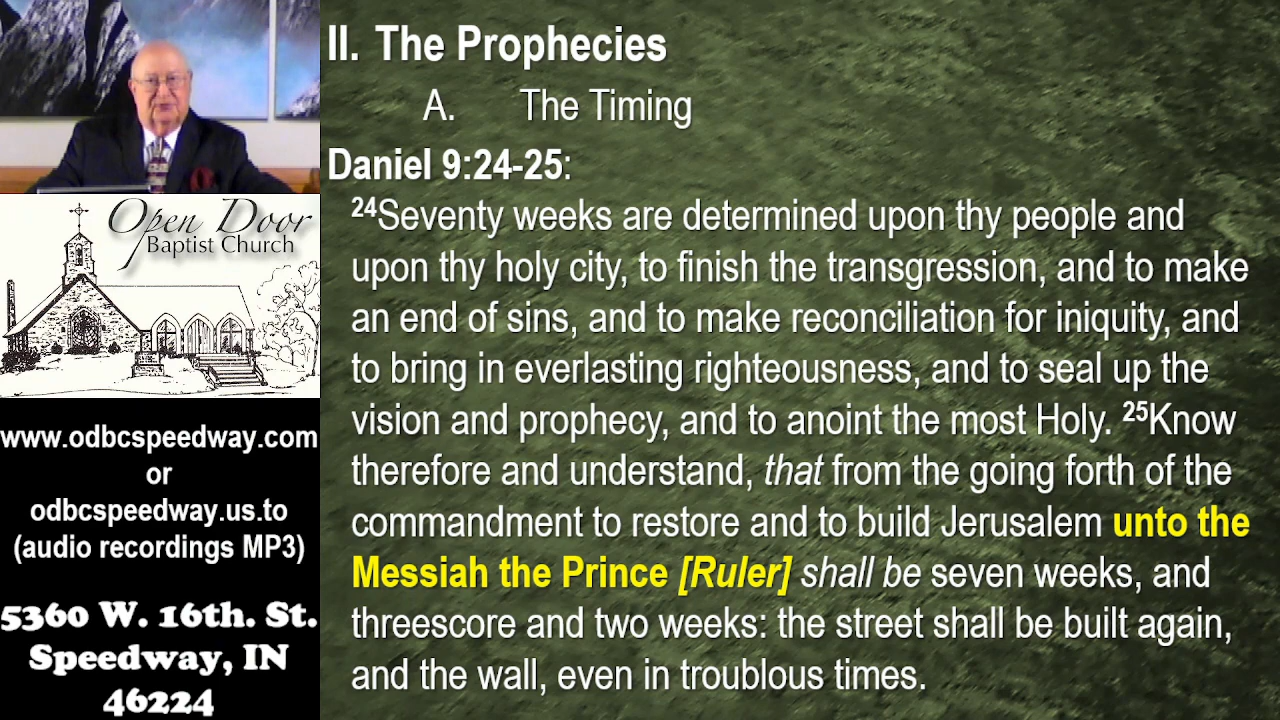 II. The Prophecies
A. The Timing
Daniel 9:24-25:
24Seventy weeks are determined upon thy people and
upon thy holy city, to finish the transgression, and to make
an end of sins, and to make reconciliation for iniquity, and
to bring in everlasting righteousness, and to seal up the
vision and prophecy, and to anoint the most Holy. 25Know
therefore and understand, that from the going forth of the
commandment to restore and to build Jerusalem unto the
Messiah the Prince [Ruler] shall be seven weeks, and
threescore and two weeks: the street shall be built again,
and the wall, even in troublous times.
Open Door
Baptist Church
www.odbcspeedway.com
or
odbcspeedway.us.to
(audio recordings MP3)
5360 W. 16th. St.
Speedway, IN
46224